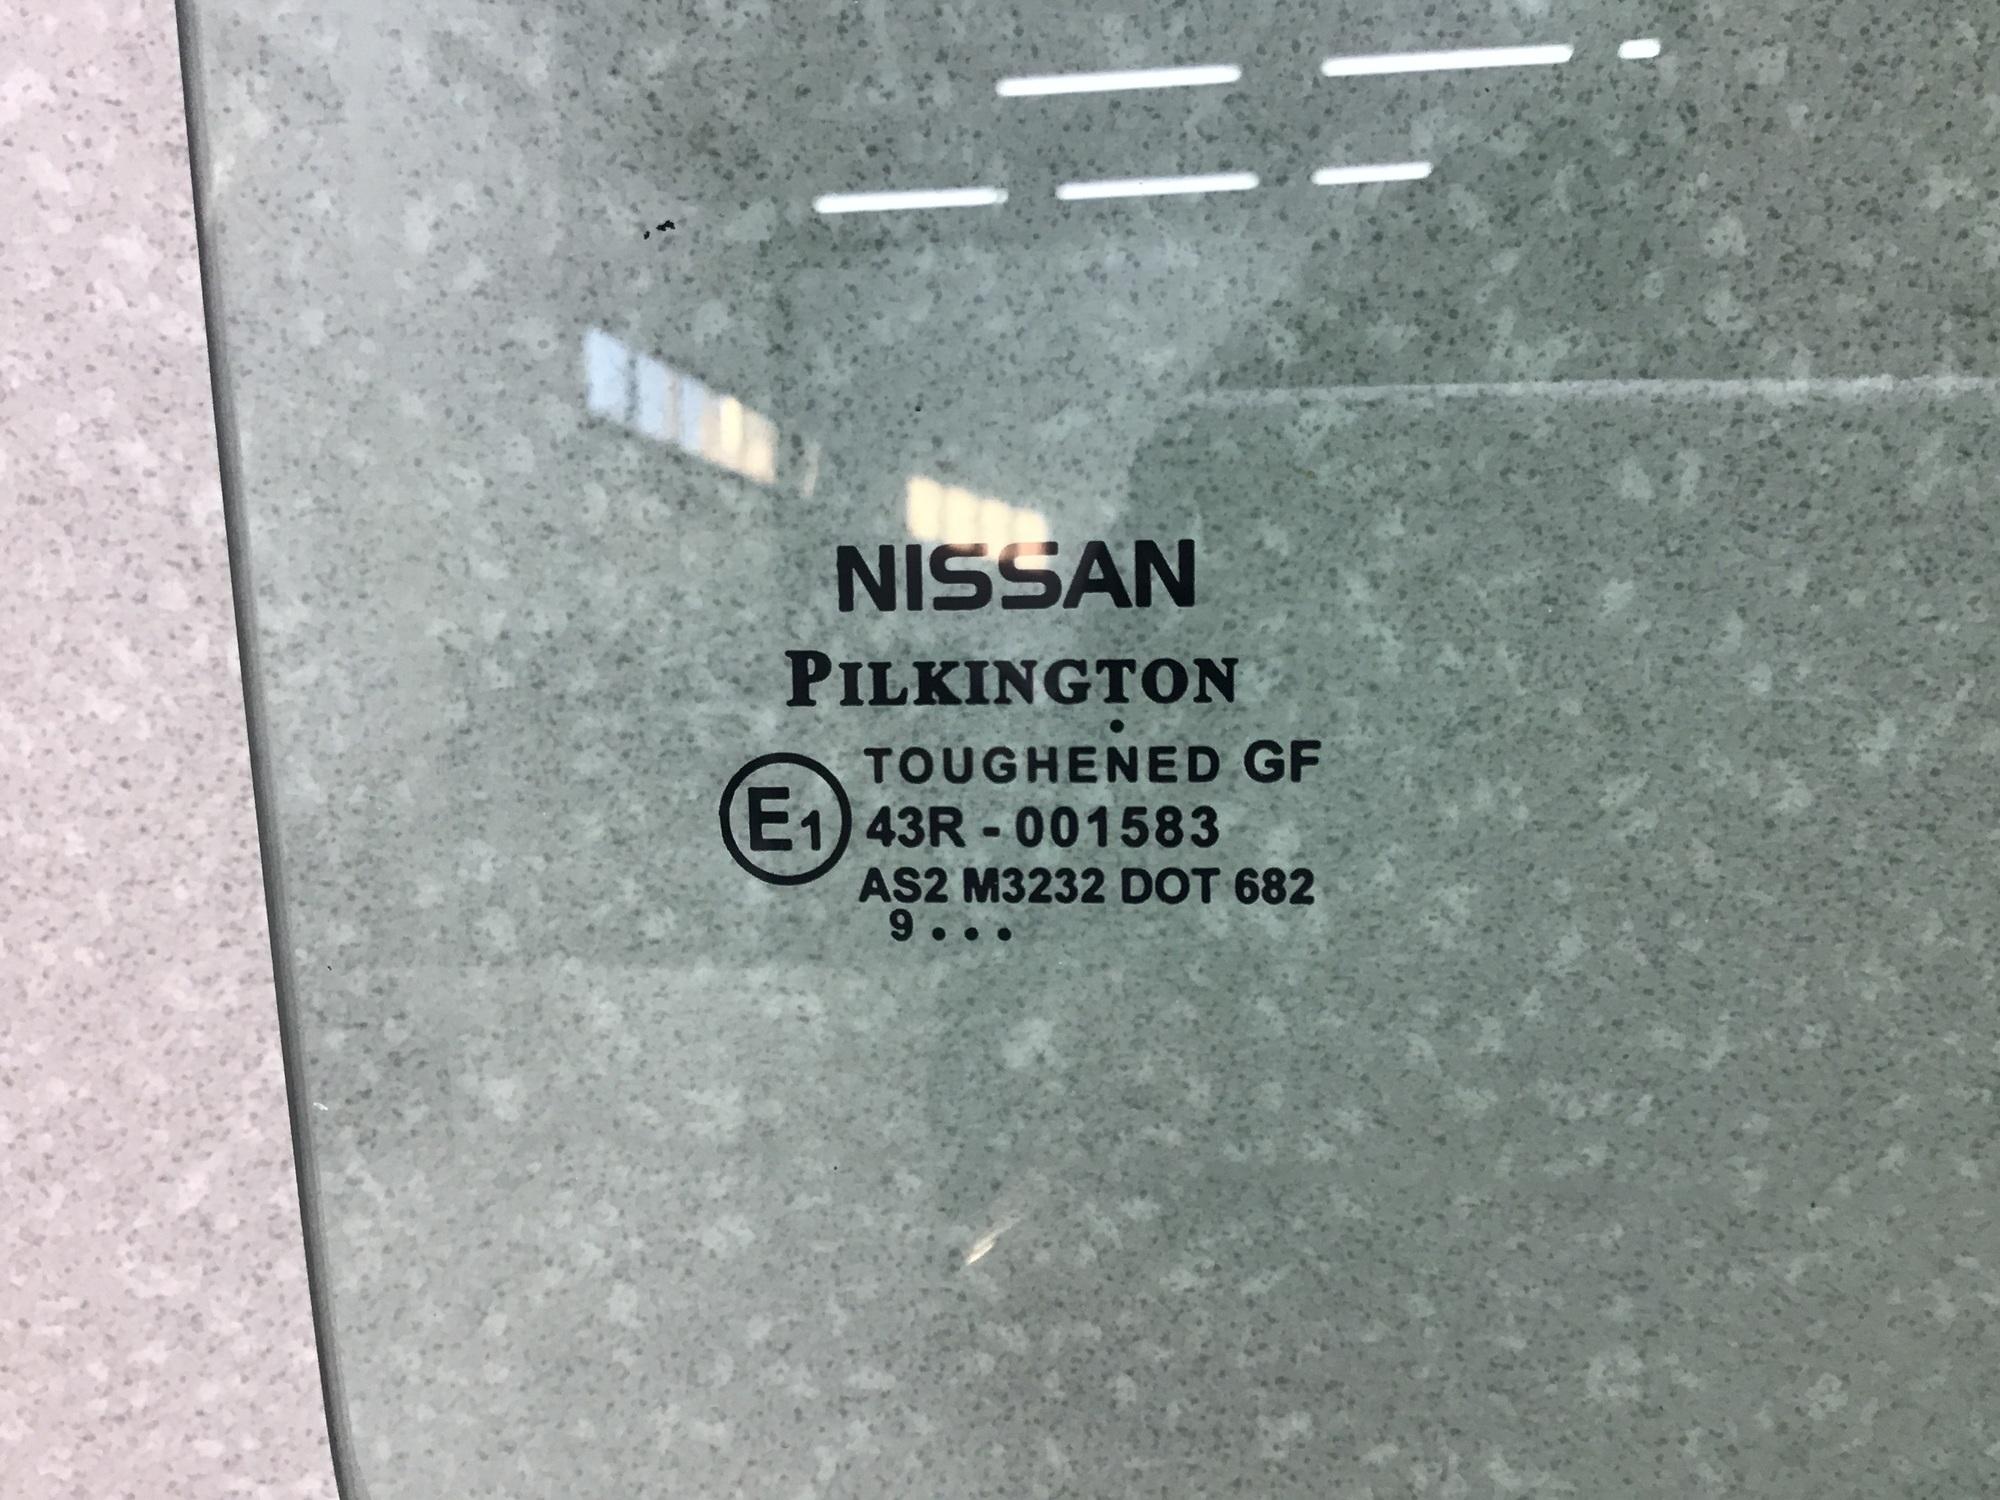 NISSAN
PILKINGTON
.
TOUGHENED GF
E1 43R - 001583
AS2 M3232 DOT 682
9...